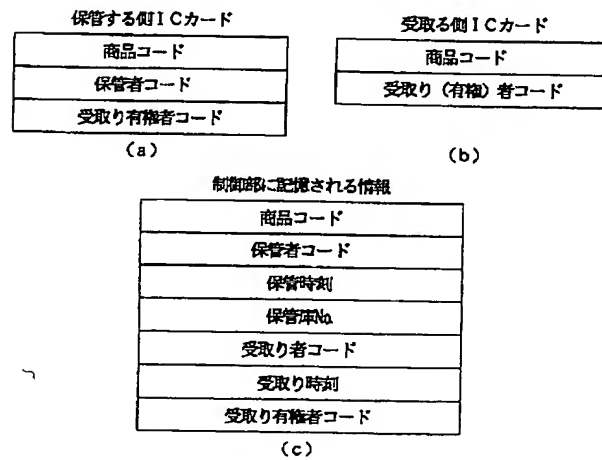 保管する側ICカード
商品コード
保管者コード
受取り有権者コード
(a)
受取る側ICカード
商品コード
受取り(有権)者コード
(b)
制御部に記憶される情報
商品コード
保管者コード
保管時刻
保管庫No.
受取り者コード
受取り時刻
受取り有権者コード
(c)